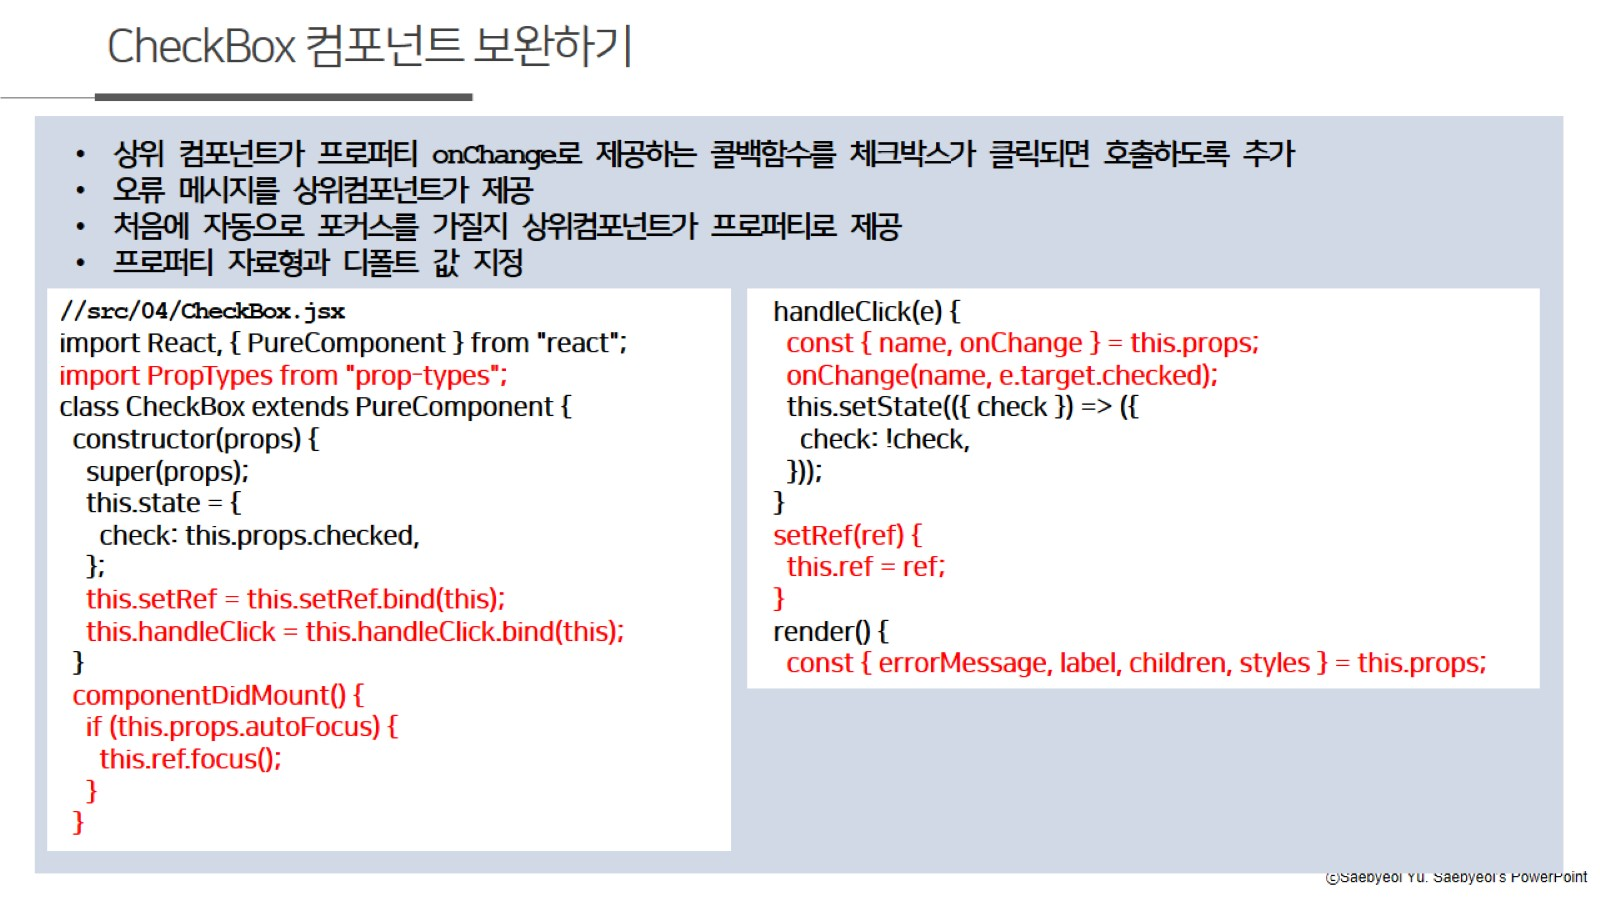 CheckBox 컴포넌트 보완하기
• 상위 컴포넌트가 프로퍼티 onChange로 제공하는 콜백함수를 체크박스가 클릭되면 호출하도록 추가
• 오류 메시지를 상위컴포넌트가 제공
• 처음에 자동으로 포커스를 가질지 상위컴포넌트가 프로퍼티로 제공
• 프로퍼티 자료형과 디폴트 값 지정
//src/04/CheckBox.jsx
import React, { PureComponent } from "react";
import PropTypes from "prop-types";
class CheckBox extends PureComponent {
constructor(props) {
super(props);
this.state = {
check: this.props.checked,
};
this.setRef = this.setRef.bind(this);
this.handleClick = this.handleClick.bind(this);
}
componentDidMount() {
if (this.props.autoFocus) {
this.ref.focus();
}
}
handleClick(e) {
const { name, onChange } = this.props;
onChange(name, e.target.checked);
this.setState(({ check }) => ({
check: !check,
}));
}
setRef(ref) {
this.ref = ref;
}
render() {
const { errorMessage, label, children, styles } = this.props;
ⓒSaebyeol Yu. Saebyeol's PowerPoint